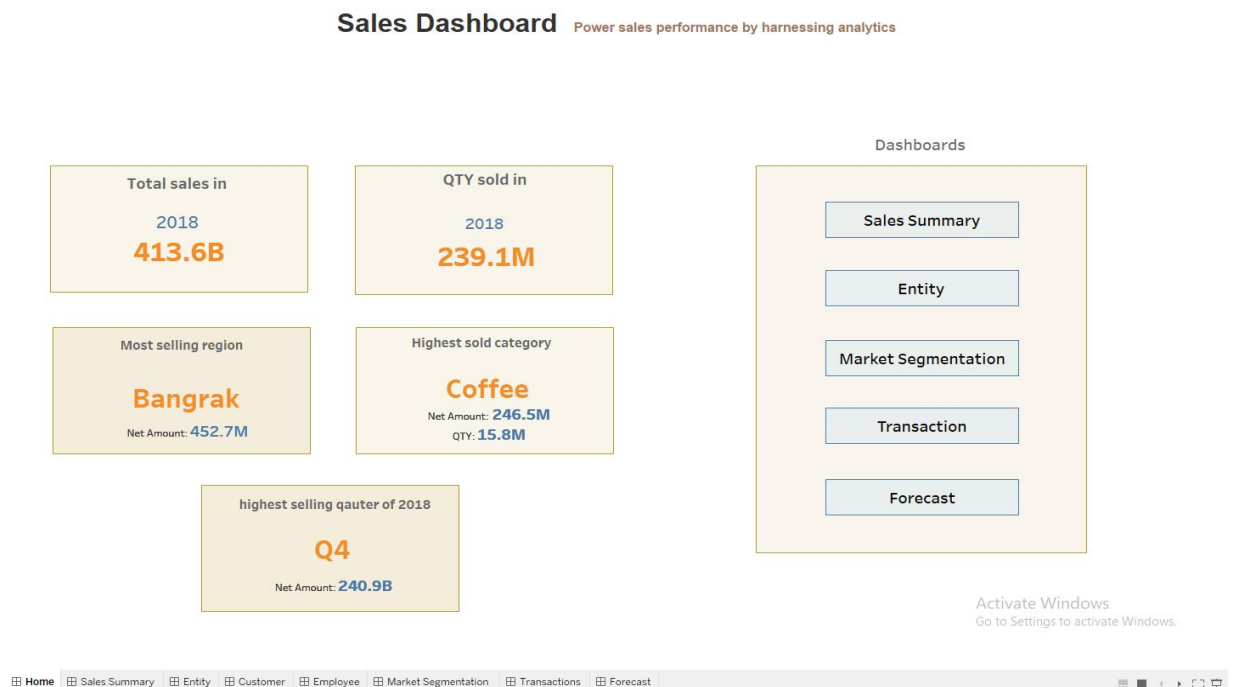 Sales Dashboard Power sales performance by harnessing analytics
Total sales in
2018
413.6B
QTY sold in
2018
239.1M
Most selling region
Bangrak
Net Amount: 452.7M
Highest sold category
Coffee
Net Amount: 246.5M
QTY: 15.8M
highest selling qauter of 2018
Q4
Net Amount: 240.9B
Dashboards
Sales Summary
Entity
Market Segmentation
Transaction
Forecast
Activate Windows
Go to Settings to activate Windows.
Home Sales Summary Entity Customer Employee Market Segmentation Transactions Forecast